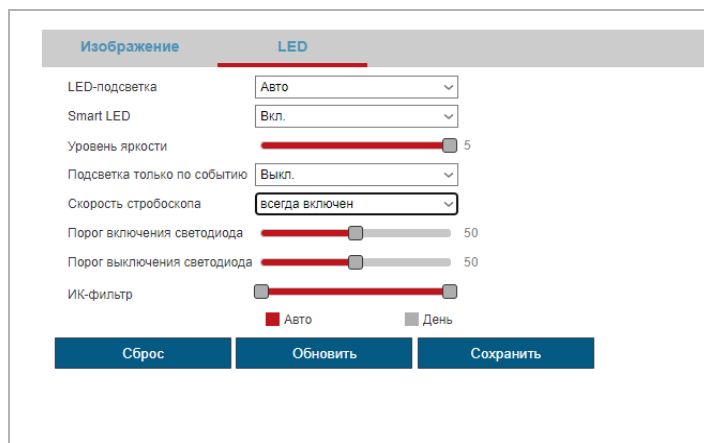 Изображение LED
LED-подсветка Авто
Smart LED Вкл.
Уровень яркости 5
Подсветка только по событию Выкл.
Скорость стробоскопа всегда включен
Порог включения светодиода 50
Порог выключения светодиода 50
ИК-фильтр
Авто День
Сброс Обновить Сохранить